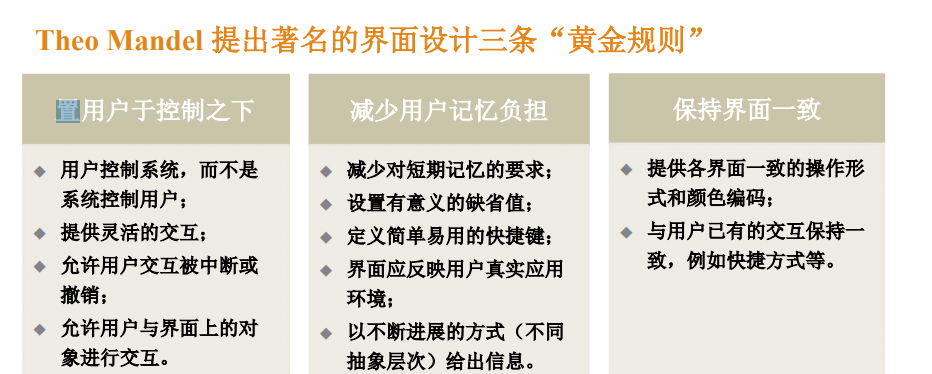 Theo Mandel 提出著名的界面设计三条“黄金规则”
置用户于控制之下
用户控制系统，而不是
系统控制用户；
提供灵活的交互；
允许用户交互被中断或
撤销；
允许用户与界面上的对
象进行交互。
减少用户记忆负担
减少对短期记忆的要求；
设置有意义的缺省值；
定义简单易用的快捷键；
界面应反映用户真实应用
环境；
以不断进展的方式（不同
抽象层次）给出信息。
保持界面一致
提供各界面一致的操作形
式和颜色编码；
与用户已有的交互保持一
致，例如快捷方式等。